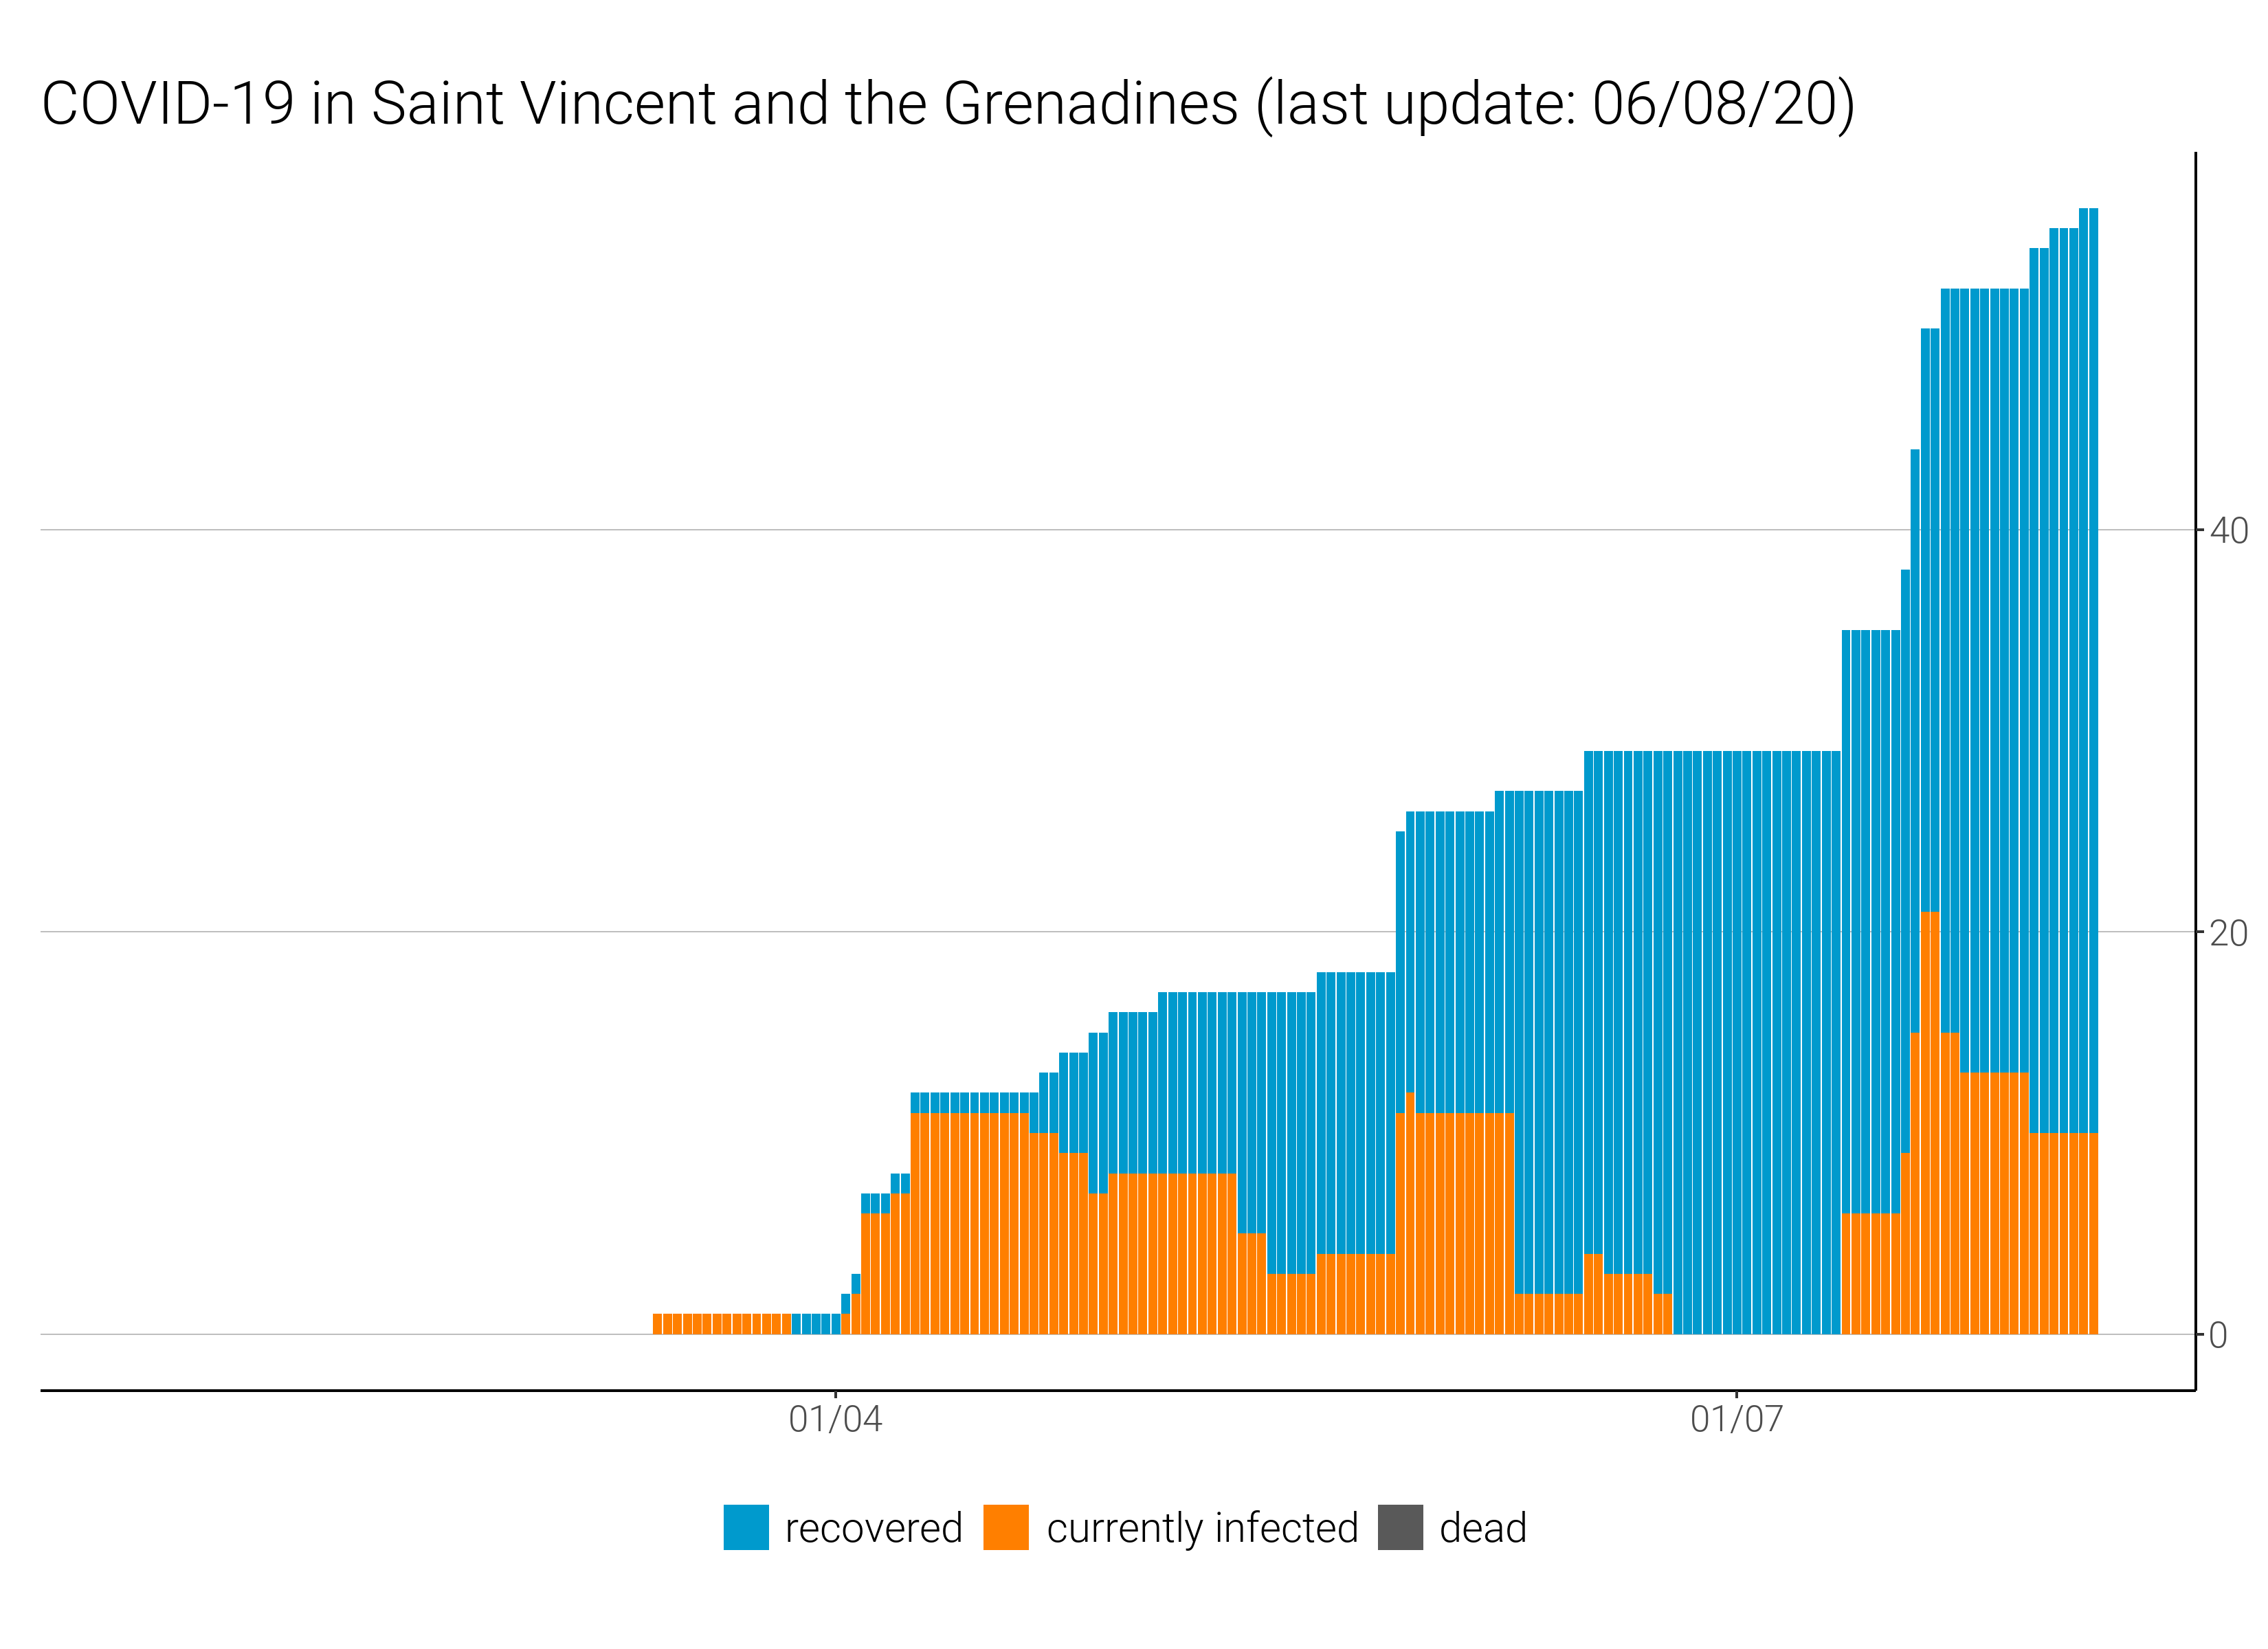 COVID-19 in Saint Vincent and the Grenadines (last update: 06/08/20)
40
20
0
01/04 01/07
recovered currently infected dead